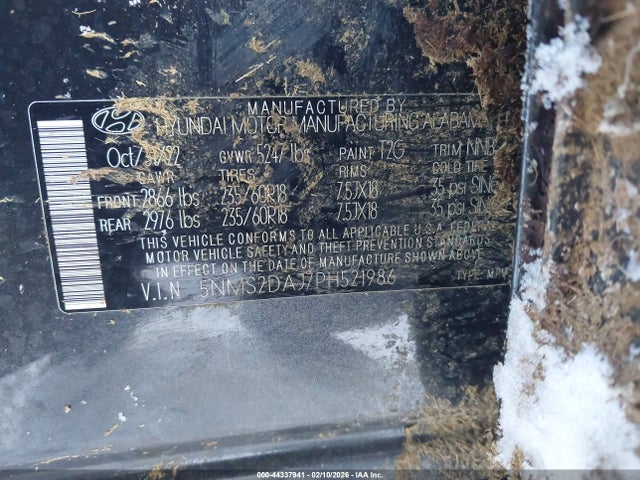 MANUFACTURED BY
HYUNDAI MOTOR MANUFACTURING ALABAMA
Oct/ /22 GVWR 5247 lbs PAINT T2G TRIM NNB
GAWR TIRES RIMS COLD TIRE
FRONT 2866 lbs 235/60R18 7.5JX18 35 psi SING
REAR 2976 lbs 235/60R18 7.5JX18 35 psi SING
THIS VEHICLE CONFORMS TO ALL APPLICABLE U.S.A. FEDERAL
MOTOR VEHICLE SAFETY AND THEFT PREVENTION STANDARDS
IN EFFECT ON THE DATE OF MANUFACTURE SHOWN ABOVE.
V.I.N 5NMS2DAJ7PH521986 TYPE: MPV
000-44337941 - 02/10/2026 - IAA Inc.